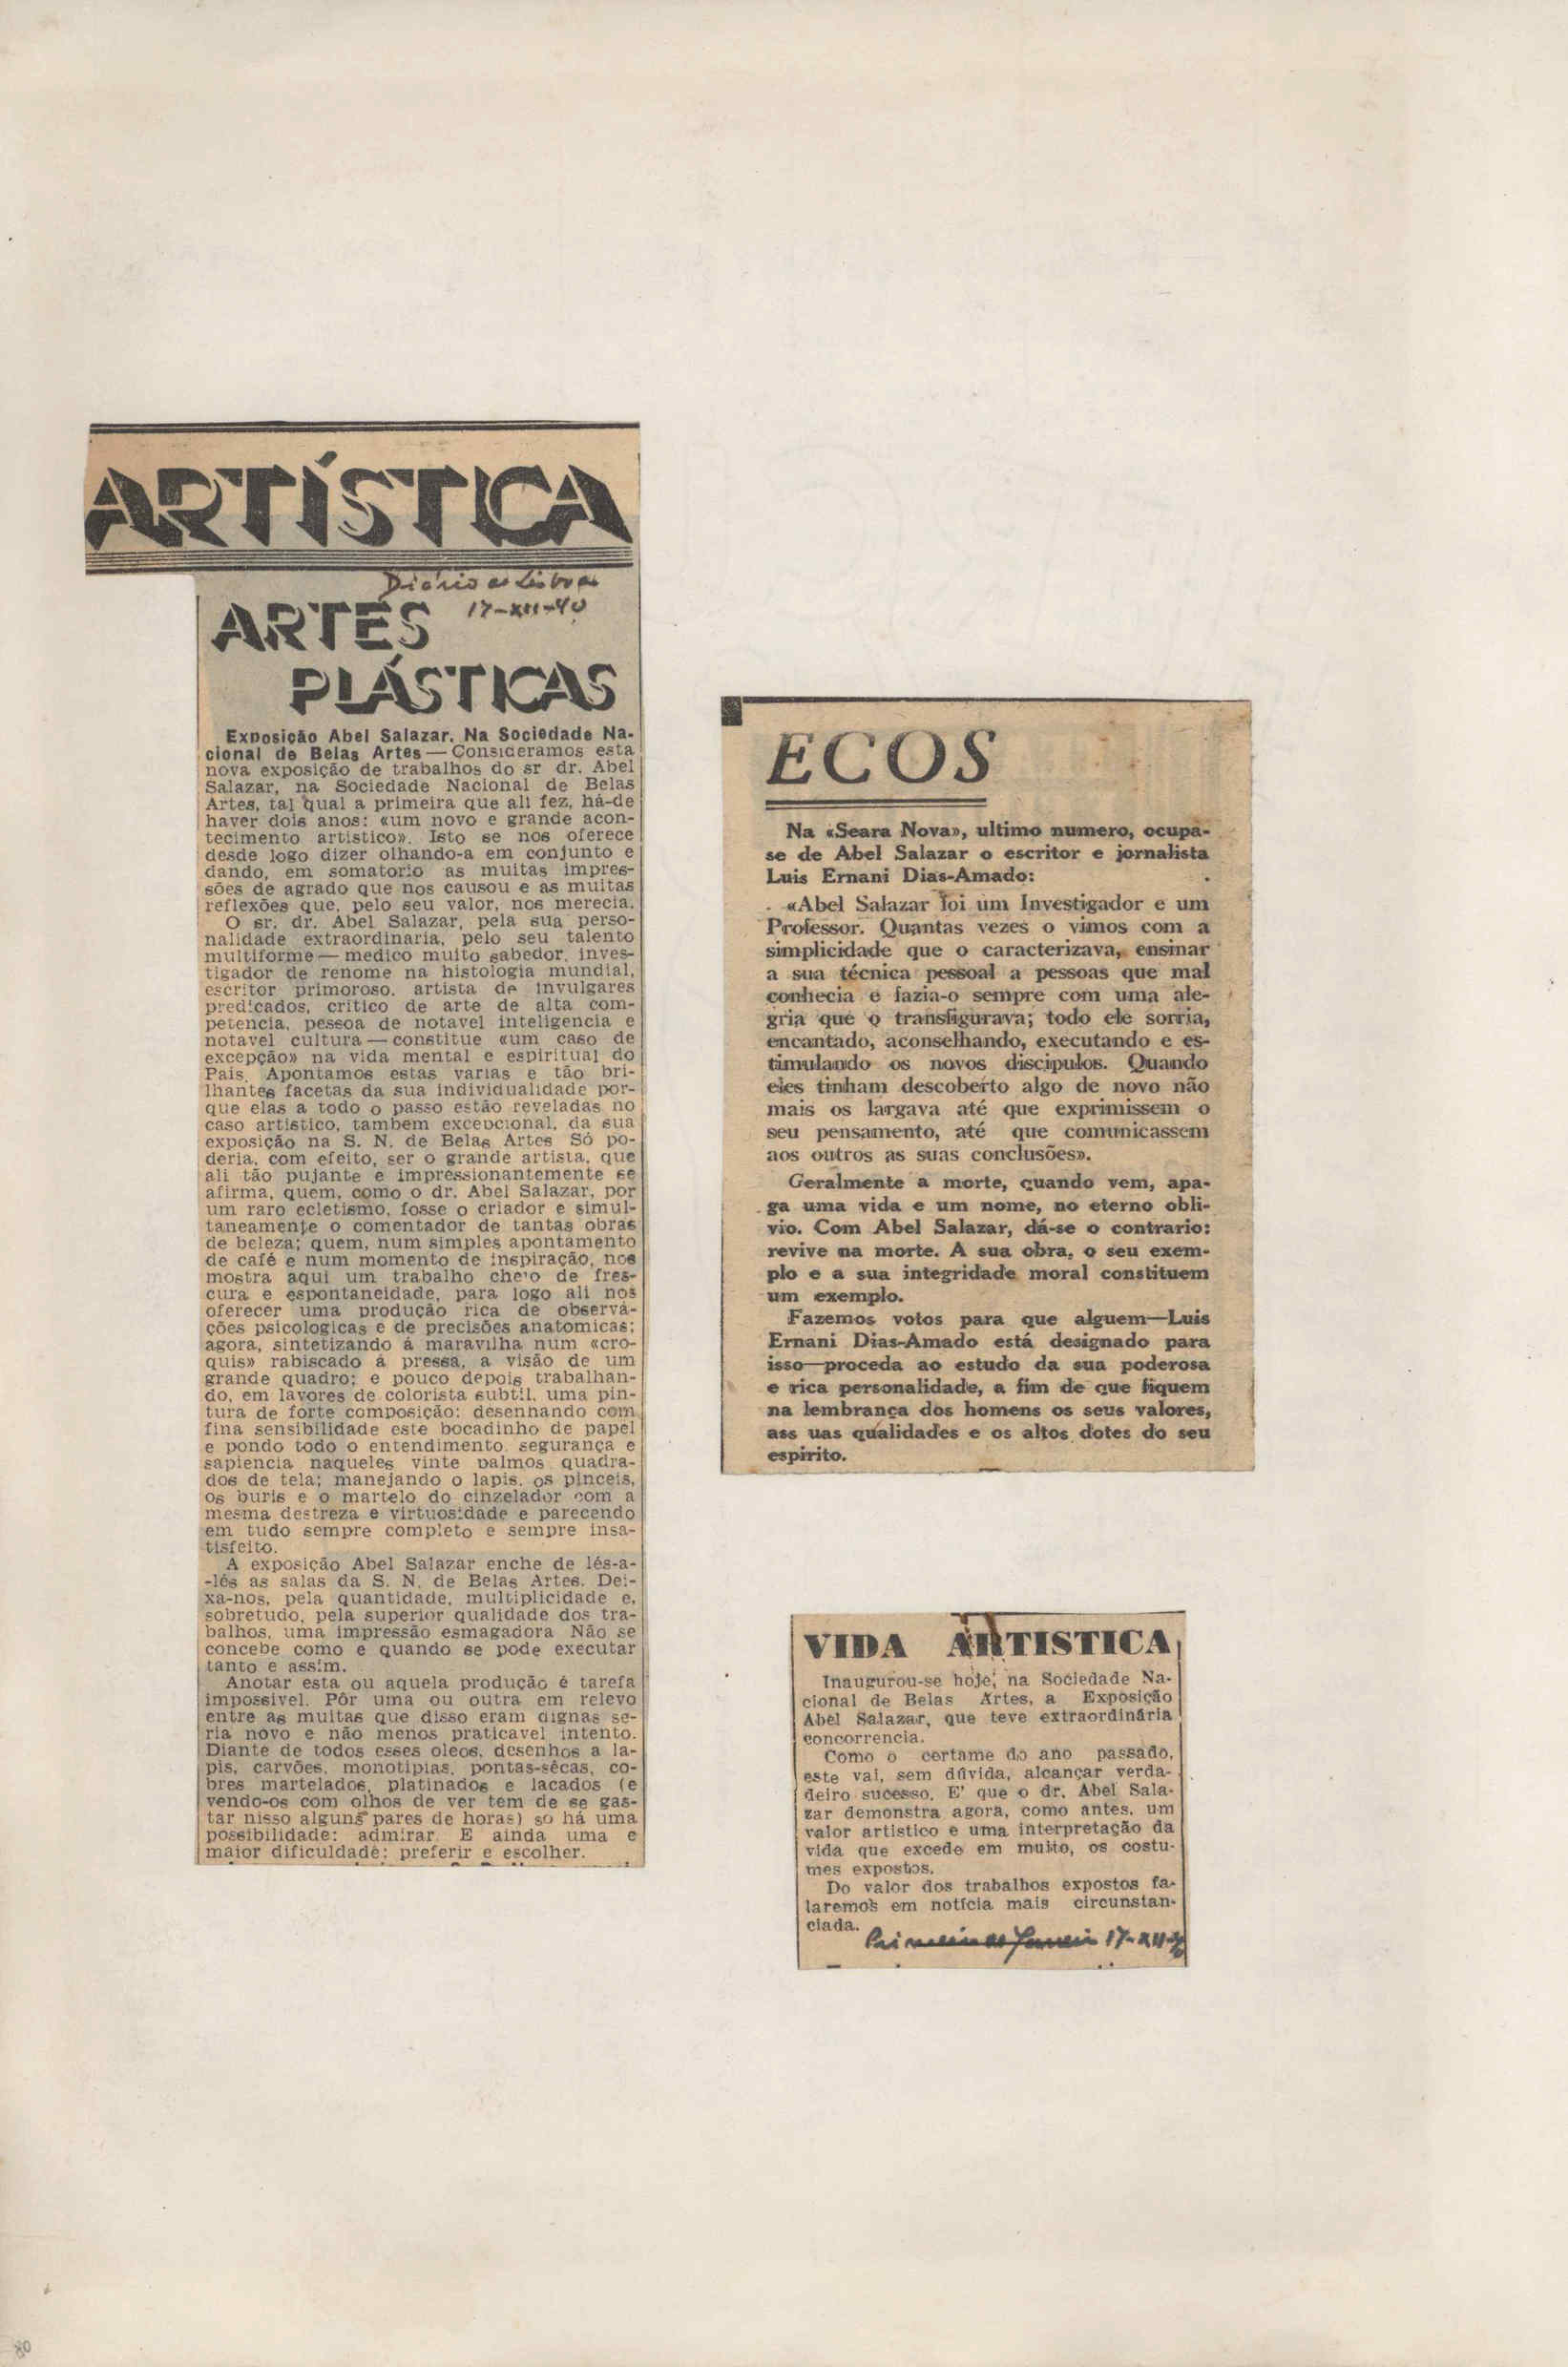 ARTÍSTICA
Diário de Lisboa
17-XII-40
ARTES
PLÁSTICAS
Exposição Abel Salazar. Na Sociedade Na-
cional de Belas Artes — Consideramos esta
nova exposição de trabalhos do sr dr. Abel
Salazar, na Sociedade Nacional de Belas
Artes, tal qual a primeira que ali fez, há-de
haver dois anos: «um novo e grande acon-
tecimento artistico». Isto se nos oferece
desde logo dizer olhando-a em conjunto e
dando, em somatorio as muitas impres-
sões de agrado que nos causou e as muitas
reflexões que, pelo seu valor, nos merecia.
O sr. dr. Abel Salazar, pela sua perso-
nalidade extraordinaria, pelo seu talento
multiforme — medico muito sabedor, inves-
tigador de renome na histologia mundial,
escritor primoroso, artista de invulgares
predicados, critico de arte de alta com-
petencia, pessoa de notavel inteligencia e
notavel cultura — constitue «um caso de
excepção» na vida mental e espiritual do
Pais. Apontamos estas varias e tão bri-
lhantes facetas da sua individualidade por-
que elas a todo o passo estão reveladas no
caso artistico, tambem excepcional, da sua
exposição na S. N. de Belas Artes Só po-
deria, com efeito, ser o grande artista, que
ali tão pujante e impressionantemente se
afirma, quem, como o dr. Abel Salazar, por
um raro ecletismo, fosse o criador e simul-
taneamente o comentador de tantas obras
de beleza; quem, num simples apontamento
de café e num momento de inspiração, nos
mostra aqui um trabalho cheio de fres-
cura e espontaneidade, para logo ali nos
oferecer uma produção rica de observa-
ções psicologicas e de precisões anatomicas;
agora, sintetizando á maravilha num «cro-
quis» rabiscado á pressa, a visão de um
grande quadro; e pouco depois trabalhan-
do, em lavores de colorista subtil, uma pin-
tura de forte composição; desenhando com
fina sensibilidade este bocadinho de papel
e pondo todo o entendimento, segurança e
sapiencia naqueles vinte palmos quadra-
dos de tela; manejando o lapis, os pinceis,
os buris e o martelo do cinzelador com a
mesma destreza e virtuosidade e parecendo
em tudo sempre completo e sempre insa-
tisfeito.
A exposição Abel Salazar enche de lés-a-
-lés as salas da S. N. de Belas Artes. Dei-
xa-nos, pela quantidade, multiplicidade e,
sobretudo, pela superior qualidade dos tra-
balhos, uma impressão esmagadora Não se
concebe como e quando se pode executar
tanto e assim.
Anotar esta ou aquela produção é tarefa
impossivel. Pôr uma ou outra em relevo
entre as muitas que disso eram dignas se-
ria novo e não menos praticavel intento.
Diante de todos esses oleos, desenhos a la-
pis, carvões, monotipias, pontas-sêcas, co-
bres martelados, platinados e lacados (e
vendo-os com olhos de ver tem de se gas-
tar nisso alguns pares de horas) so há uma
possibilidade: admirar. E ainda uma e
maior dificuldade: preferir e escolher.
ECOS
Na «Seara Nova», ultimo numero, ocupa-
se de Abel Salazar o escritor e jornalista
Luis Ernani Dias-Amado:
«Abel Salazar foi um Investigador e um
Professor. Quantas vezes o vimos com a
simplicidade que o caracterizava, ensinar
a sua técnica pessoal a pessoas que mal
conhecia e fazia-o sempre com uma ale-
gria que o transfigurava; todo ele sorria,
encantado, aconselhando, executando e es-
timulando os novos discipulos. Quando
eles tinham descoberto algo de novo não
mais os largava até que exprimissem o
seu pensamento, até que comunicassem
aos outros as suas conclusões».
Geralmente a morte, quando vem, apa-
ga uma vida e um nome, no eterno obli-
vio. Com Abel Salazar, dá-se o contrario:
revive na morte. A sua obra, o seu exem-
plo e a sua integridade moral constituem
um exemplo.
Fazemos votos para que alguem—Luis
Ernani Dias-Amado está designado para
isso—proceda ao estudo da sua poderosa
e rica personalidade, a fim de que fiquem
na lembrança dos homens os seus valores,
ass uas qualidades e os altos dotes do seu
espirito.
VIDA ARTISTICA
Inaugurou-se hoje, na Sociedade Na-
cional de Belas Artes, a Exposição
Abel Salazar, que teve extraordinária
concorrencia.
Como o certame do ano passado,
este vai, sem dúvida, alcançar verda-
deiro sucesso. E' que o dr. Abel Sala-
zar demonstra agora, como antes, um
valor artistico e uma interpretação da
vida que excede em muito, os costu-
mes expostos.
Do valor dos trabalhos expostos fa-
laremos em notícia mais circunstan-
ciada.
Primeiro de Janeiro 17-XII-40
80